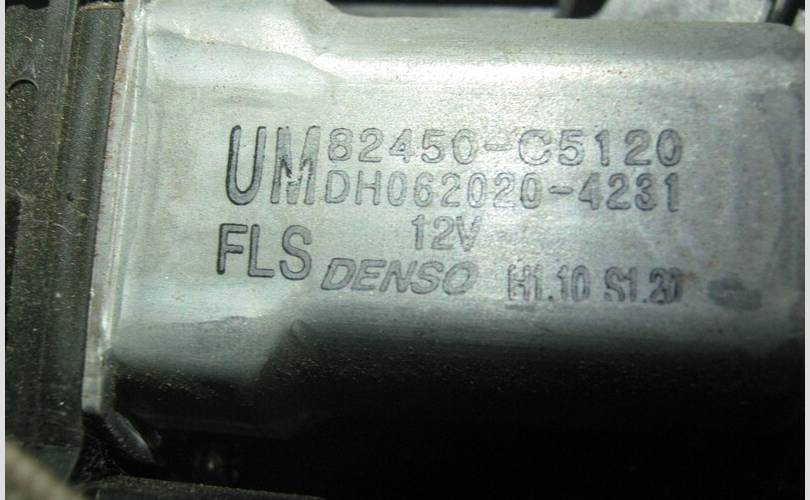 UM 82450-C5120
DH062020-4231
12V
FLS DENSO H1.10 S1.20